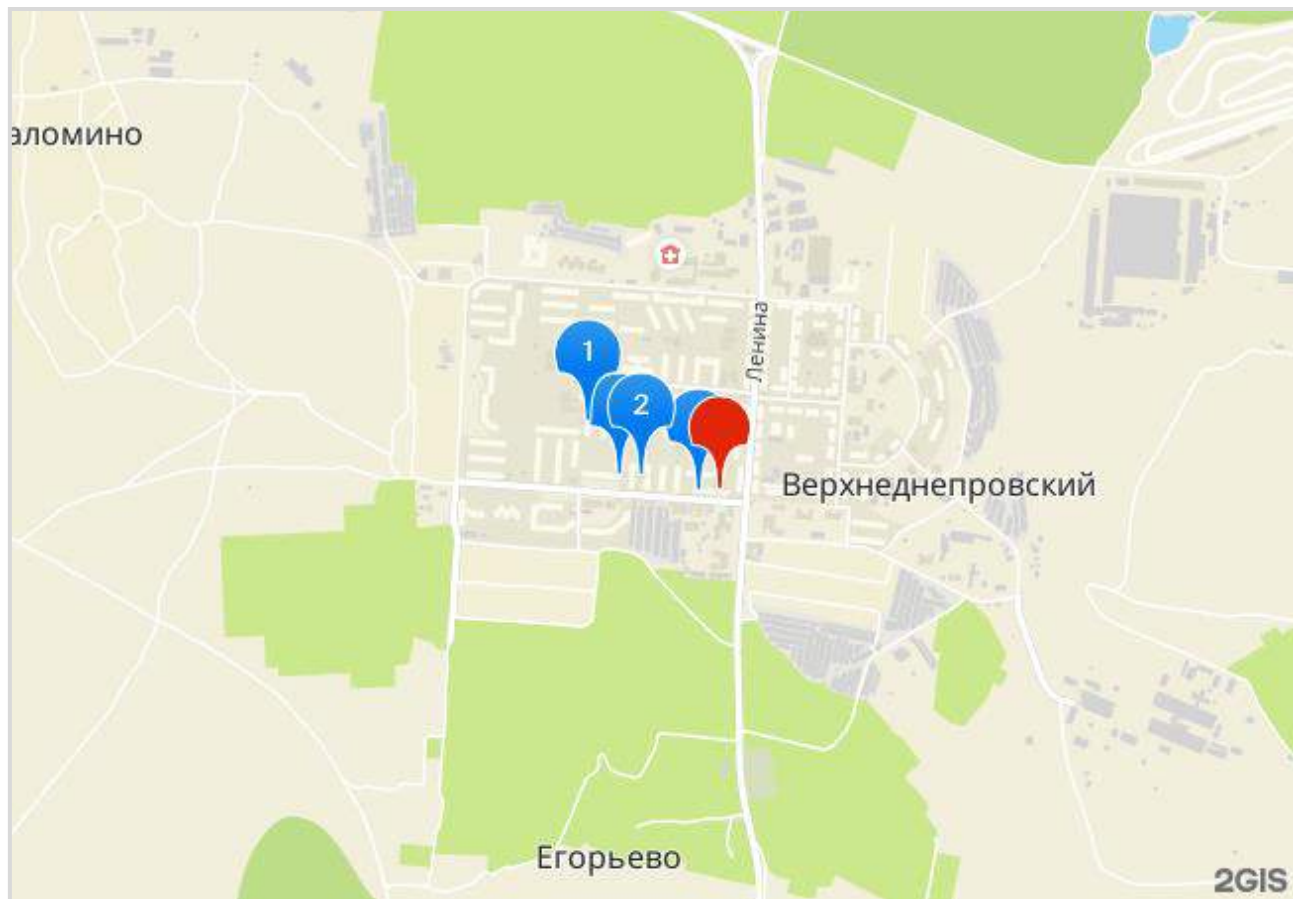 аломино
Ленина
1
2
Верхнеднепровский
Егорьево
2GIS